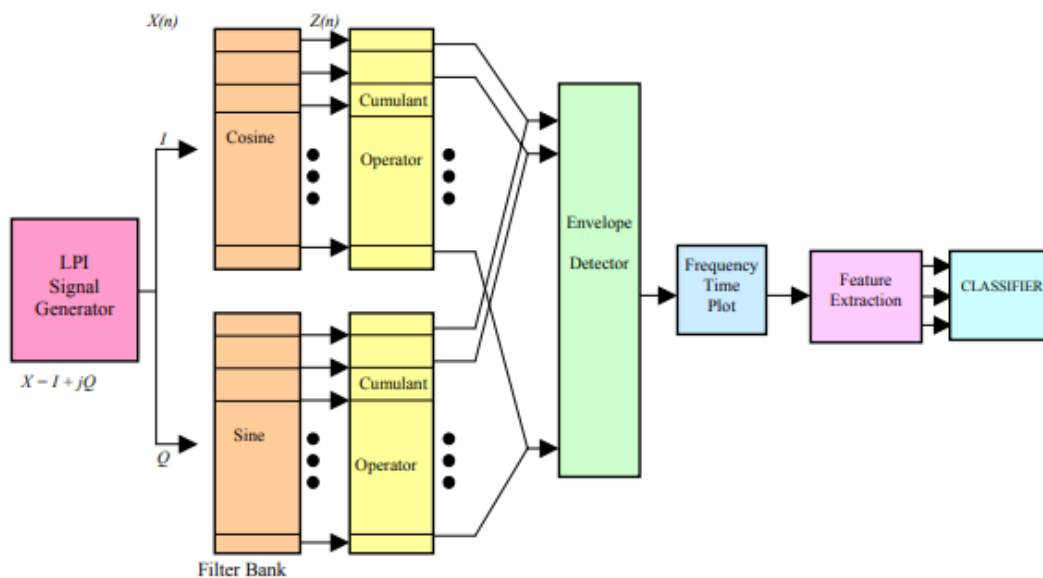 X(n)
Z(n)
I
Cosine
Cumulant
Operator
LPI
Signal
Generator
X = I + jQ
Q
Sine
Cumulant
Operator
Filter Bank
Envelope
Detector
Frequency
Time
Plot
Feature
Extraction
CLASSIFIER